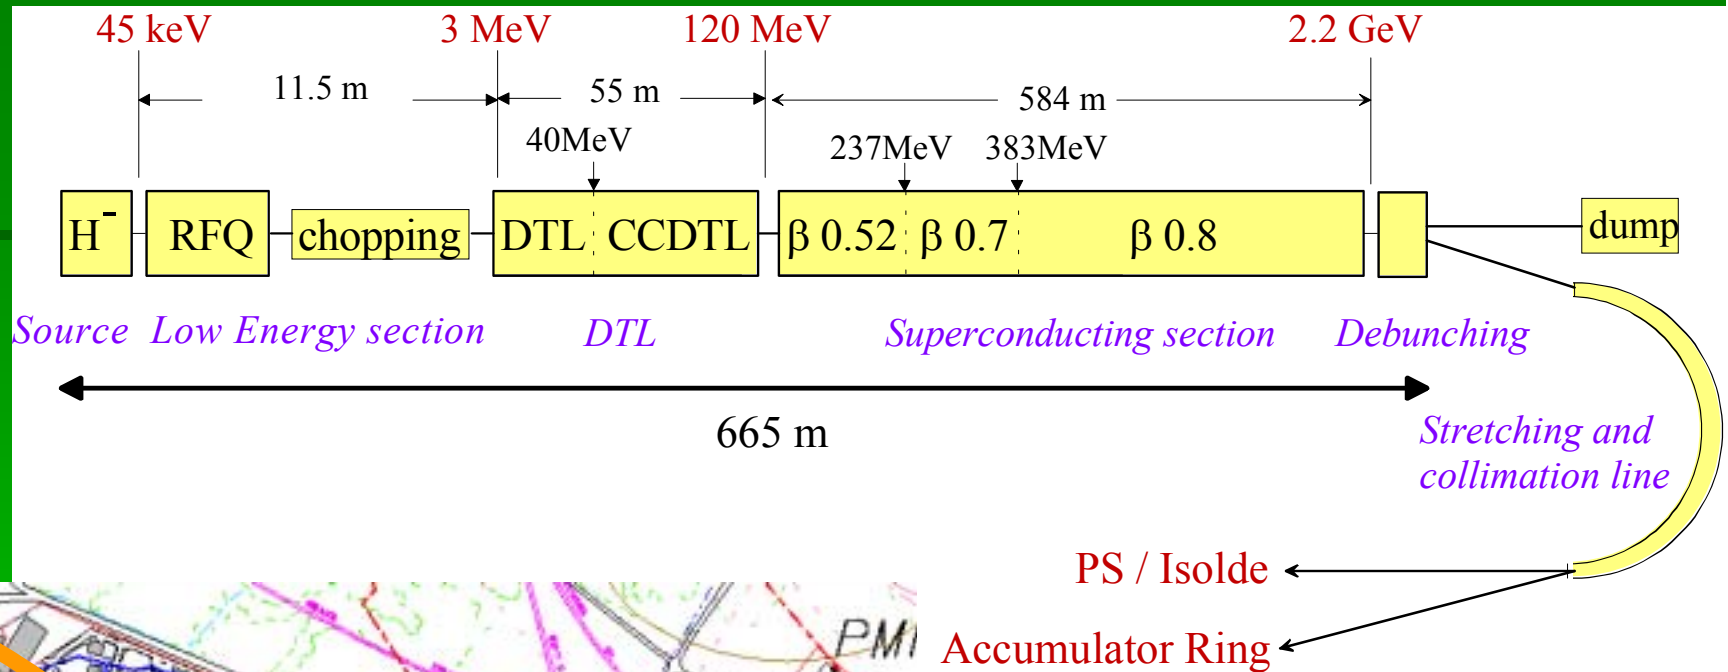 45 keV 3 MeV 120 MeV 2.2 GeV
11.5 m 55 m 584 m
40MeV 237MeV 383MeV
H⁻ RFQ chopping DTL CCDTL β 0.52 β 0.7 β 0.8 dump
Source Low Energy section DTL Superconducting section Debunching
665 m
Stretching and
collimation line
PS / Isolde
Accumulator Ring